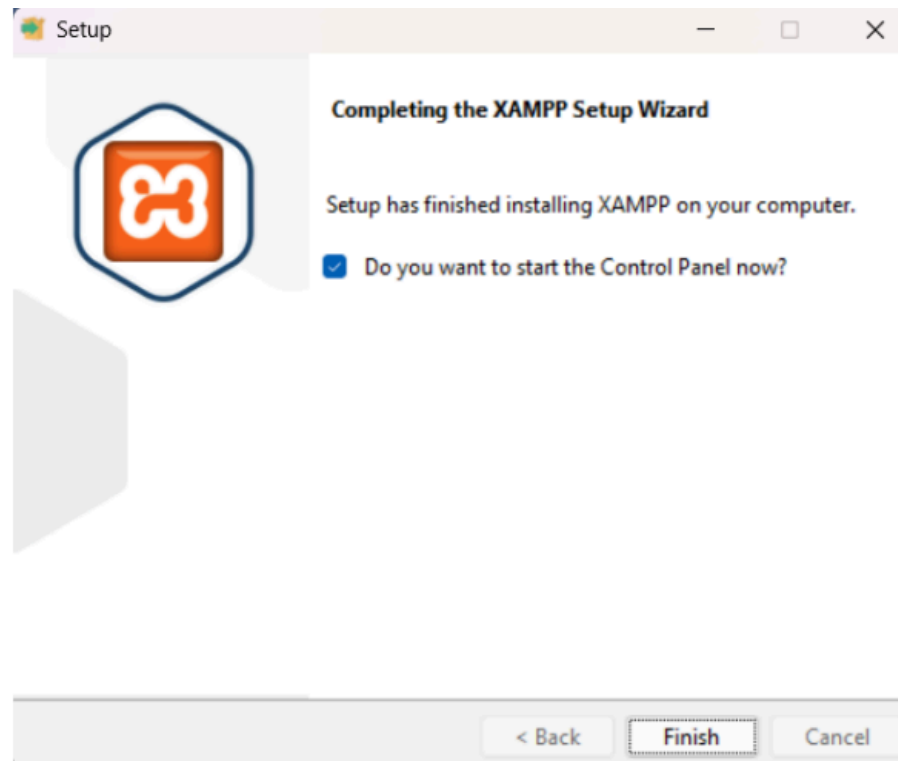 Setup
Completing the XAMPP Setup Wizard
Setup has finished installing XAMPP on your computer.
Do you want to start the Control Panel now?
< Back
Finish
Cancel